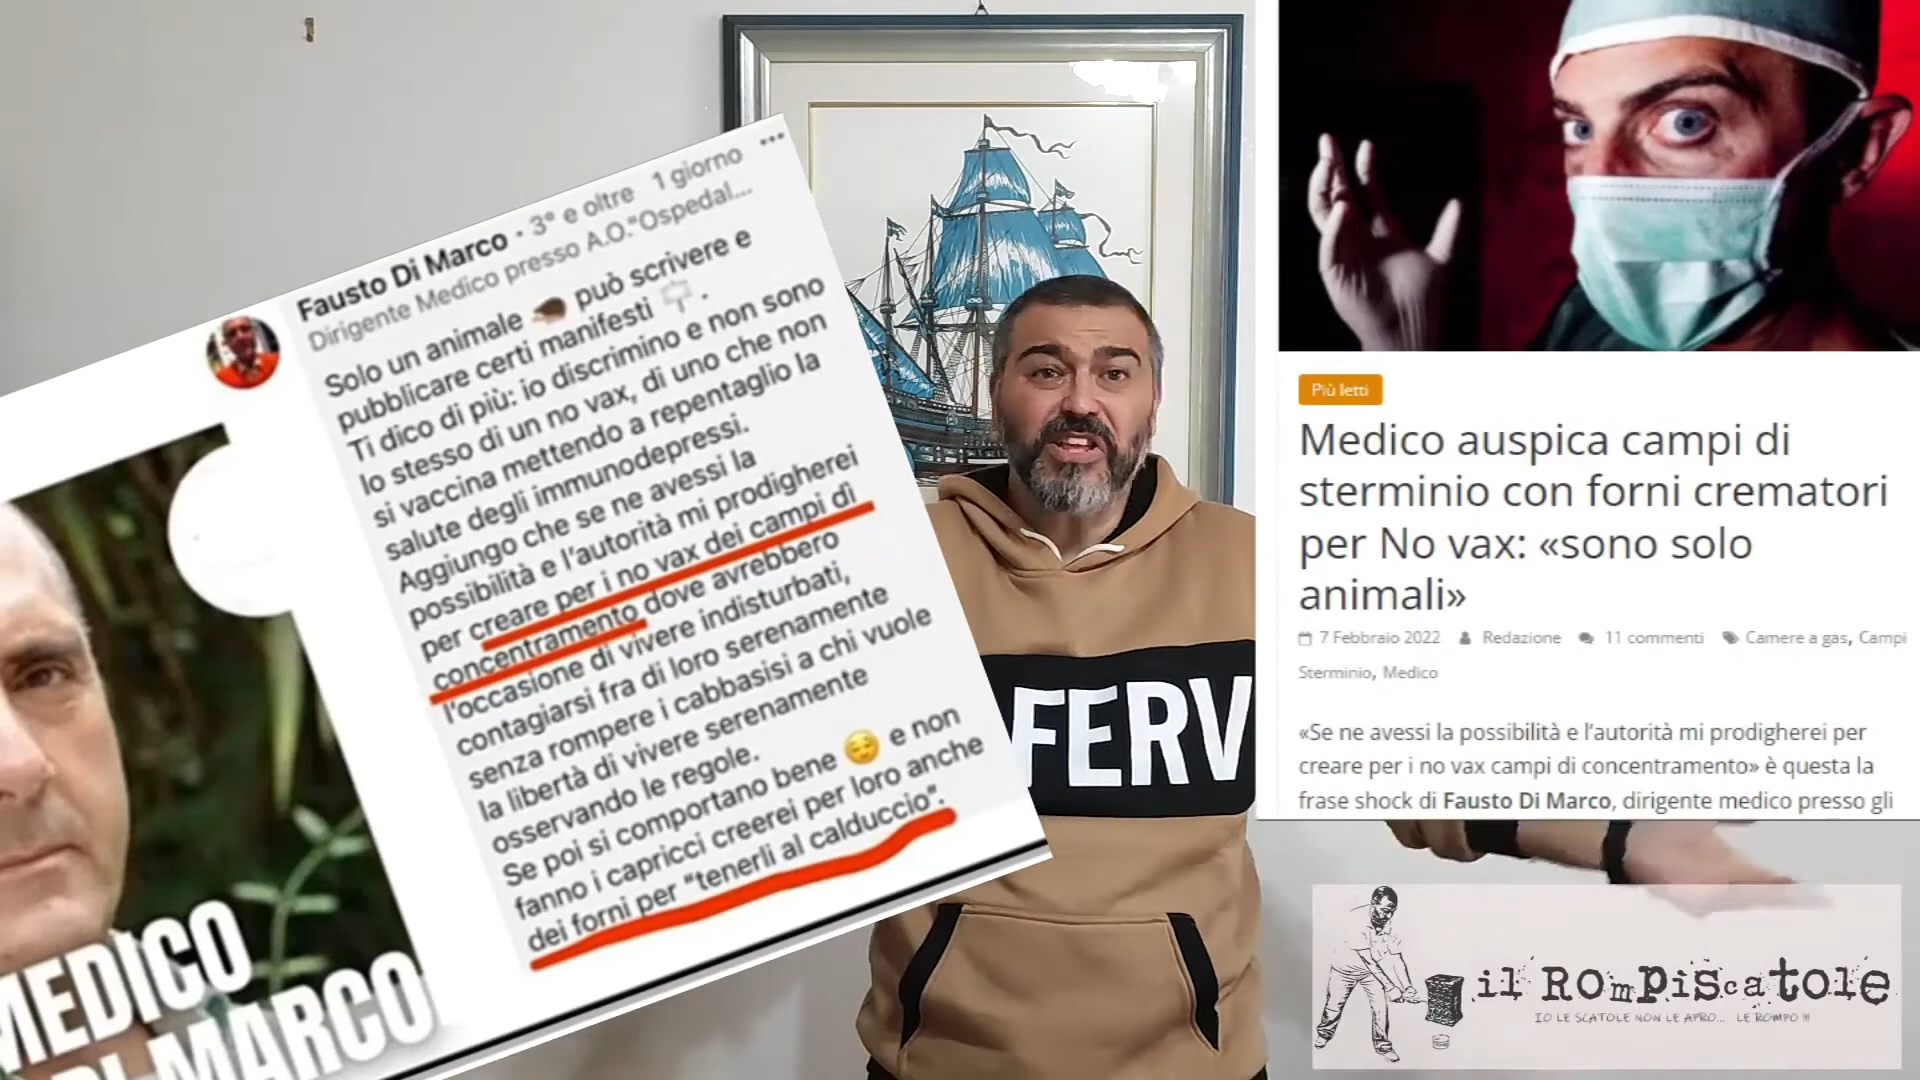 Fausto Di Marco • 3° e oltre 1 giorno
Dirigente Medico presso A.O."Ospedal...
Solo un animale può scrivere e
pubblicare certi manifesti .
Ti dico di più: io discrimino e non sono
lo stesso di un no vax, di uno che non
si vaccina mettendo a repentaglio la
salute degli immunodepressi.
Aggiungo che se ne avessi la
possibilità e l'autorità mi prodigherei
per creare per i no vax dei campi di
concentramento dove avrebbero
l'occasione di vivere indisturbati,
contagiarsi fra di loro serenamente
senza rompere i cabbasisi a chi vuole
la libertà di vivere serenamente
osservando le regole.
Se poi si comportano bene 😏 e non
fanno i capricci creerei per loro anche
dei forni per "tenerli al calduccio".
MEDICO
DI MARCO
FERV
Più letti
Medico auspica campi di
sterminio con forni crematori
per No vax: «sono solo
animali»
7 Febbraio 2022 Redazione 11 commenti Camere a gas, Campi
Sterminio, Medico
«Se ne avessi la possibilità e l'autorità mi prodigherei per
creare per i no vax campi di concentramento» è questa la
frase shock di Fausto Di Marco, dirigente medico presso gli
il RomPiscatole
IO LE SCATOLE NON LE APRO... LE ROMPO !!!